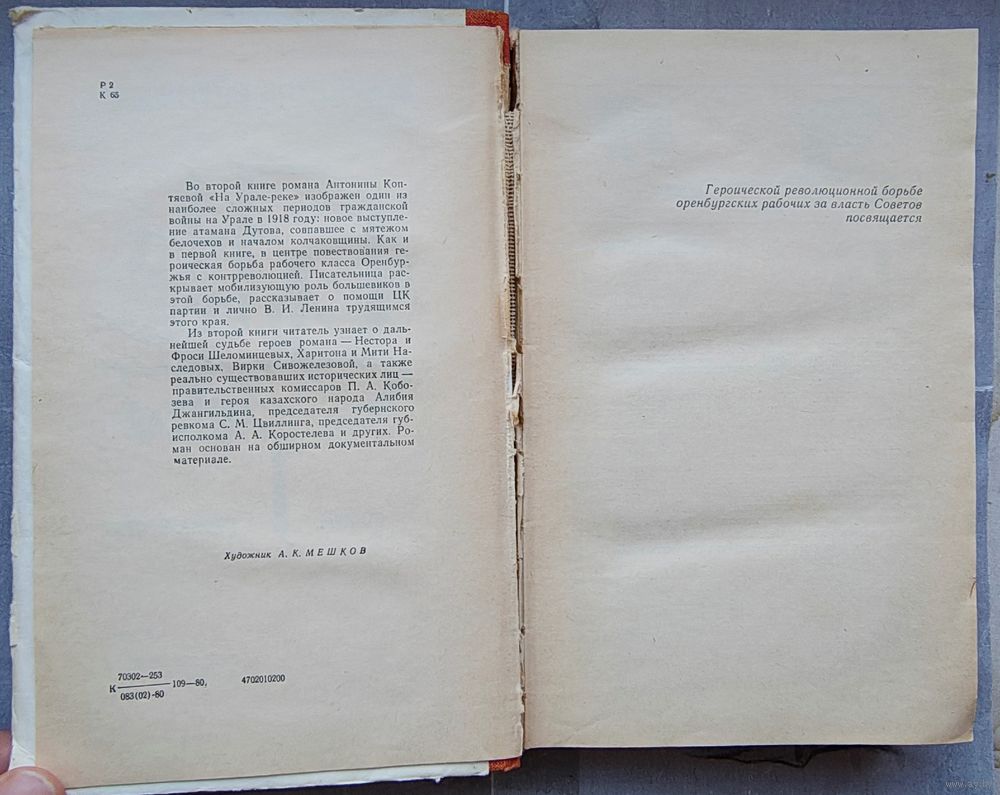 Р 2
К 65
Во второй книге романа Антонины Коп-
тяевой «На Урале-реке» изображен один из
наиболее сложных периодов гражданской
войны на Урале в 1918 году: новое выступле-
ние атамана Дутова, совпавшее с мятежом
белочехов и началом колчаковщины. Как и
в первой книге, в центре повествования ге-
роическая борьба рабочего класса Оренбур-
жья с контрреволюцией. Писательница рас-
крывает мобилизующую роль большевиков в
этой борьбе, рассказывает о помощи ЦК
партии и лично В. И. Ленина трудящимся
этого края.
Из второй книги читатель узнает о даль-
нейшей судьбе героев романа — Нестора и
Фроси Шеломинцевых, Харитона и Мити На-
следовых, Вирки Сивожелезовой, а также
реально существовавших исторических лиц —
правительственных комиссаров П. А. Кобо-
зева и героя казахского народа Алибия
Джангильдина, председателя губернского
ревкома С. М. Цвиллинга, председателя губ-
исполкома А. А. Коростелева и других. Ро-
ман основан на обширном документальном
материале.
Художник А. К. МЕШКОВ
К 70302—253
083(02)-80 109—80. 4702010200
Героической революционной борьбе
оренбургских рабочих за власть Советов
посвящается